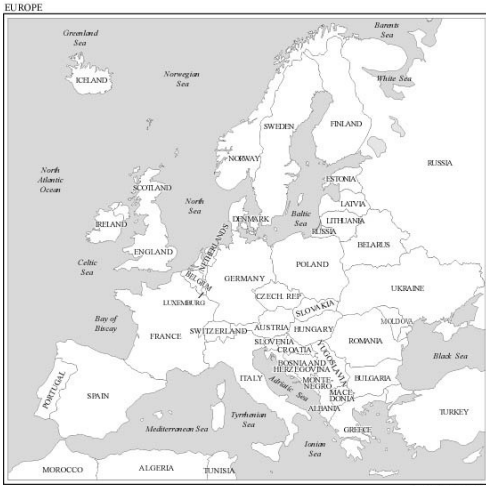 EUROPE
Greenland
Sea
Barents
Sea
ICELAND
Norwegian
Sea
White Sea
SWEDEN
FINLAND
RUSSIA
North
Atlantic
Ocean
NORWAY
ESTONIA
SCOTLAND
North
Sea
LATVIA
IRELAND
DENMARK
Baltic
Sea
LITHUANIA
RUSSIA
NETHERLANDS
BELARUS
ENGLAND
Celtic
Sea
POLAND
BELGIUM
GERMANY
UKRAINE
LUXEMBURG
CZECH REP
SLOVAKIA
Bay of
Biscay
FRANCE
SWITZERLAND
AUSTRIA
HUNGARY
MOLDOVA
SLOVENIA
ROMANIA
CROATIA
YUGOSLAVIA
Black Sea
BOSNIA AND
HERZEGOVINA
PORTUGAL
SPAIN
ITALY
Adriatic Sea
MONTE-
NEGRO
BULGARIA
MACE-
DONIA
ALBANIA
TURKEY
Mediterranean Sea
Tyrrhenian
Sea
GREECE
Ionian
Sea
MOROCCO
ALGERIA
TUNISIA